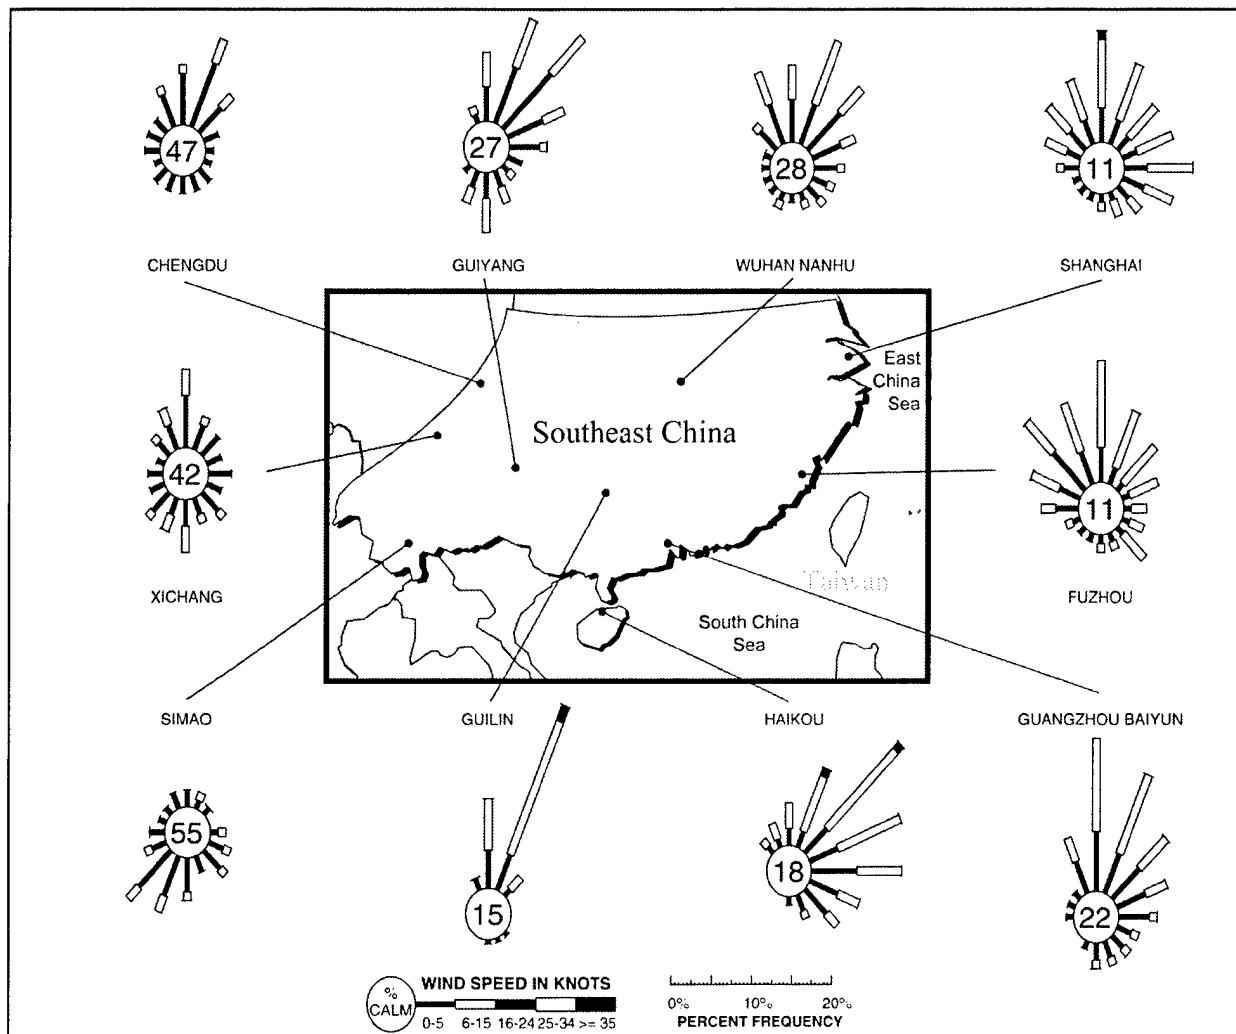 47
27
28
11
CHENGDU
GUIYANG
WUHAN NANHU
SHANGHAI
East
China
Sea
Southeast China
42
11
Taiwan
XICHANG
FUZHOU
South China
Sea
SIMAO
GUILIN
HAIKOU
GUANGZHOU BAIYUN
55
15
18
22
WIND SPEED IN KNOTS
%
CALM
0-5 6-15 16-24 25-34 >= 35
0% 10% 20%
PERCENT FREQUENCY